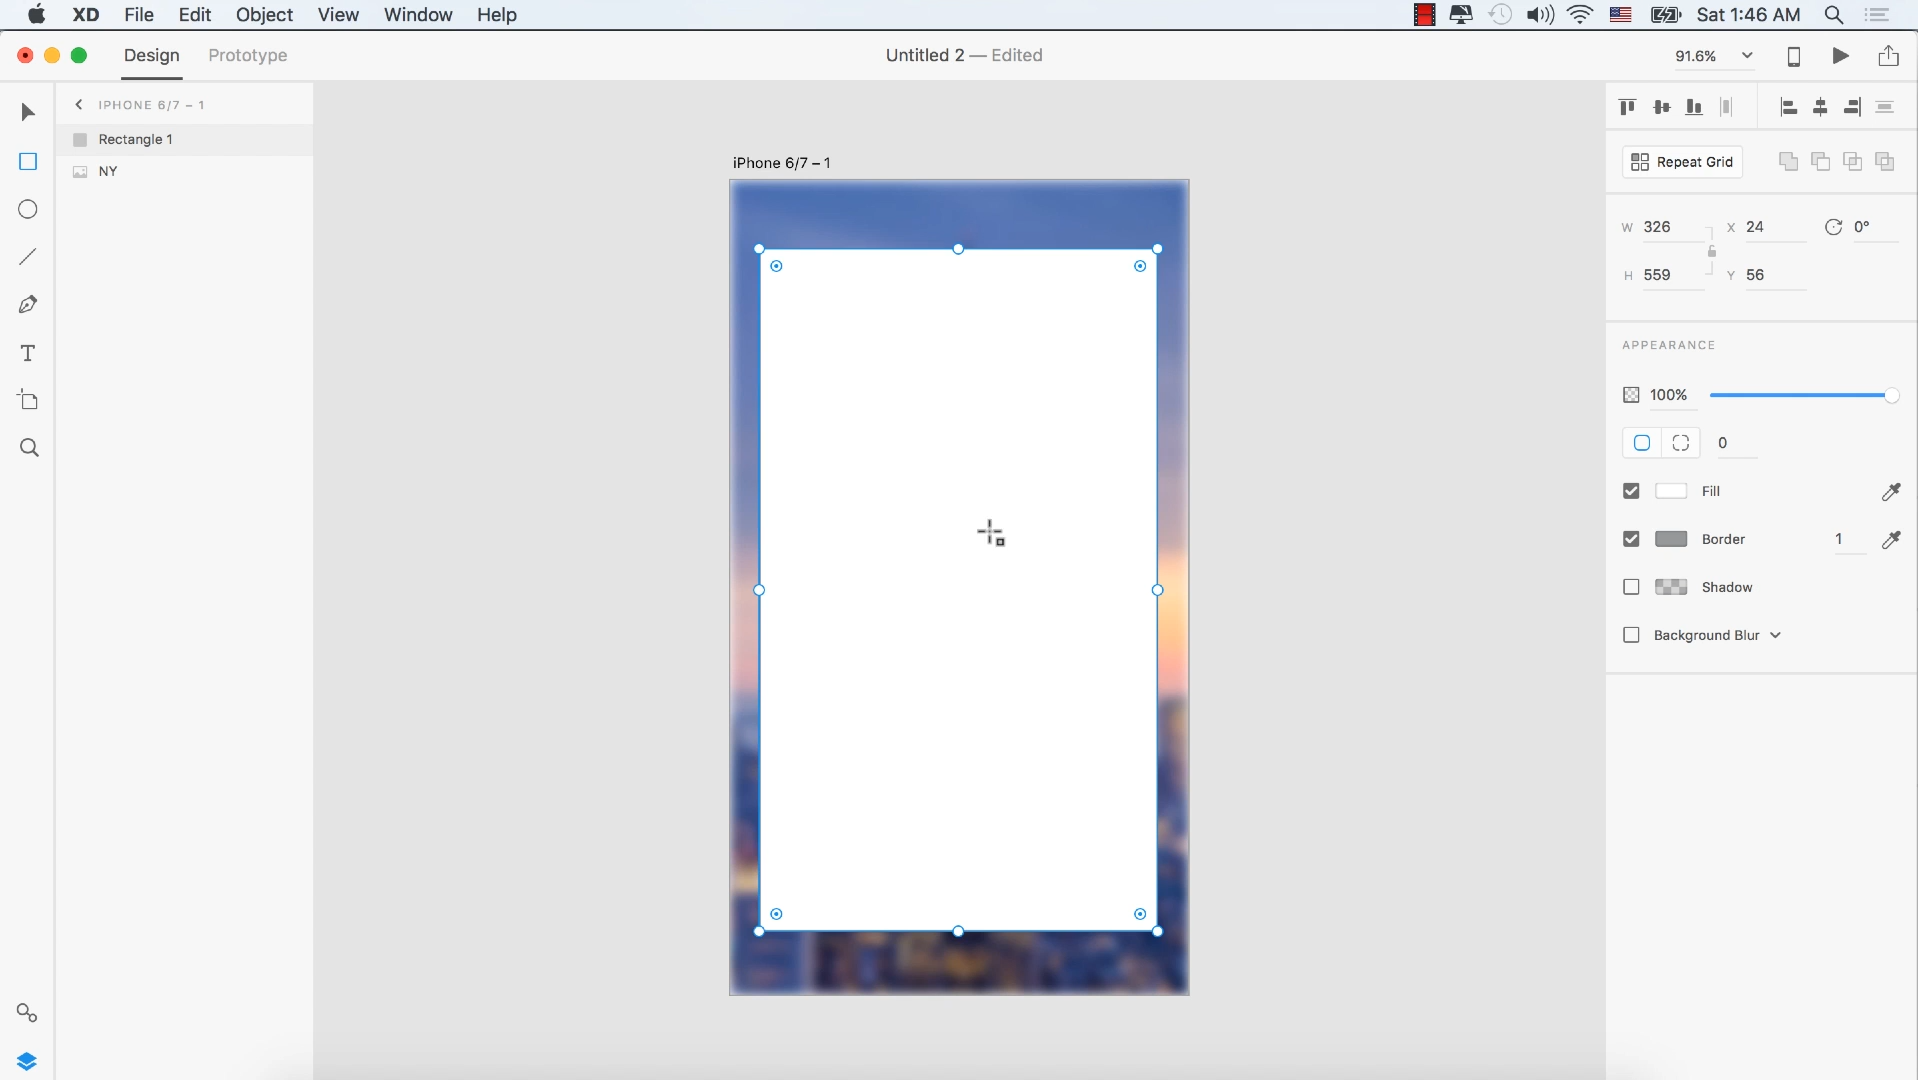 XD File Edit Object View Window Help Sat 1:46 AM
Design Prototype Untitled 2 — Edited 91.6%
IPHONE 6/7 – 1
Rectangle 1
NY
iPhone 6/7 – 1
Repeat Grid
W 326 X 24 0°
H 559 Y 56
APPEARANCE
100%
0
Fill
Border 1
Shadow
Background Blur
T